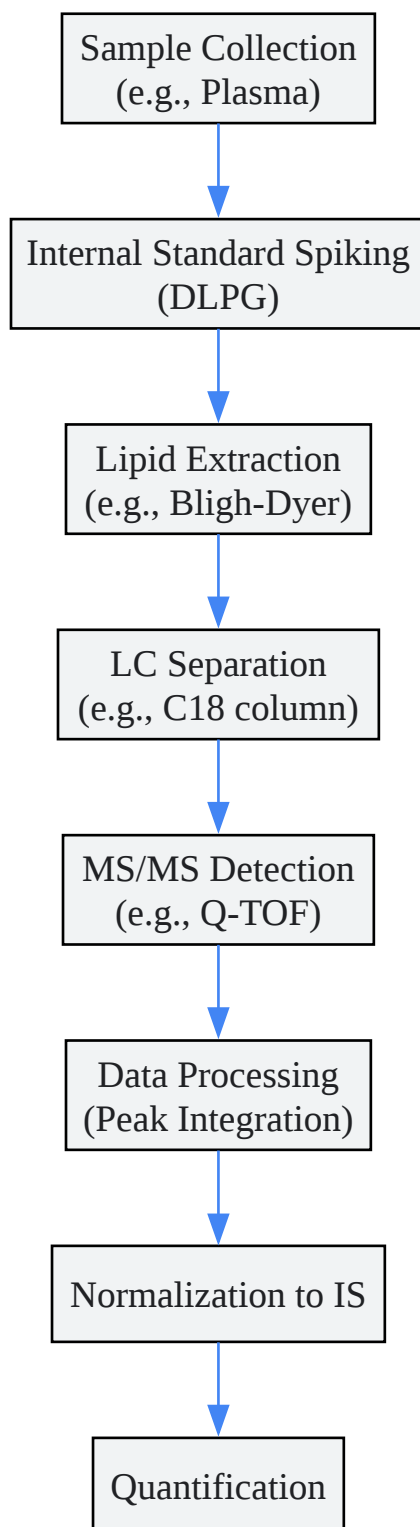 Sample Collection
(e.g., Plasma)
Internal Standard Spiking
(DLPG)
Lipid Extraction
(e.g., Bligh-Dyer)
LC Separation
(e.g., C18 column)
MS/MS Detection
(e.g., Q-TOF)
Data Processing
(Peak Integration)
Normalization to IS
Quantification